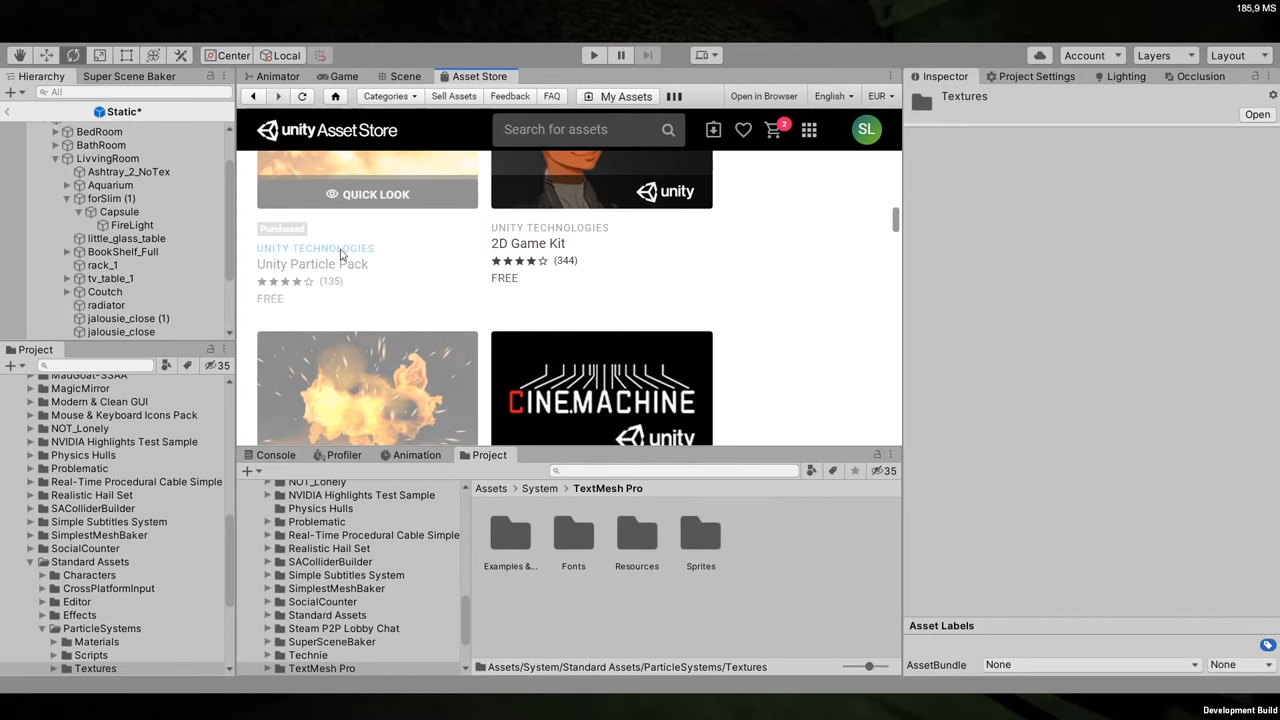 185,9 MS
Center
Local
Account
Layers
Layout
Hierarchy
Super Scene Baker
All
Static*
BedRoom
BathRoom
LivvingRoom
Ashtray_2_NoTex
Aquarium
forSlim (1)
Capsule
FireLight
little_glass_table
BookShelf_Full
rack_1
tv_table_1
Coutch
radiator
jalousie_close (1)
jalousie_close
Project
35
MadGoat-SSAA
MagicMirror
Modern & Clean GUI
Mouse & Keyboard Icons Pack
NOT_Lonely
NVIDIA Highlights Test Sample
Physics Hulls
Problematic
Real-Time Procedural Cable Simple
Realistic Hail Set
SAColliderBuilder
Simple Subtitles System
SimplestMeshBaker
SocialCounter
Standard Assets
Characters
CrossPlatformInput
Editor
Effects
ParticleSystems
Materials
Scripts
Textures
Animator
Game
Scene
Asset Store
Categories
Sell Assets
Feedback
FAQ
My Assets
Open in Browser
English
EUR
unity Asset Store
Search for assets
2
SL
QUICK LOOK
unity
Purchased
UNITY TECHNOLOGIES
Unity Particle Pack
(135)
FREE
UNITY TECHNOLOGIES
2D Game Kit
(344)
FREE
CINEMACHINE
unity
Console
Profiler
Animation
Project
35
NOT_Lonely
NVIDIA Highlights Test Sample
Physics Hulls
Problematic
Real-Time Procedural Cable Simple
Realistic Hail Set
SAColliderBuilder
Simple Subtitles System
SimplestMeshBaker
SocialCounter
Standard Assets
Steam P2P Lobby Chat
SuperSceneBaker
Technie
TextMesh Pro
Assets > System > TextMesh Pro
Examples &...
Fonts
Resources
Sprites
Assets/System/Standard Assets/ParticleSystems/Textures
Inspector
Project Settings
Lighting
Occlusion
Textures
Open
Asset Labels
AssetBundle
None
None
Development Build